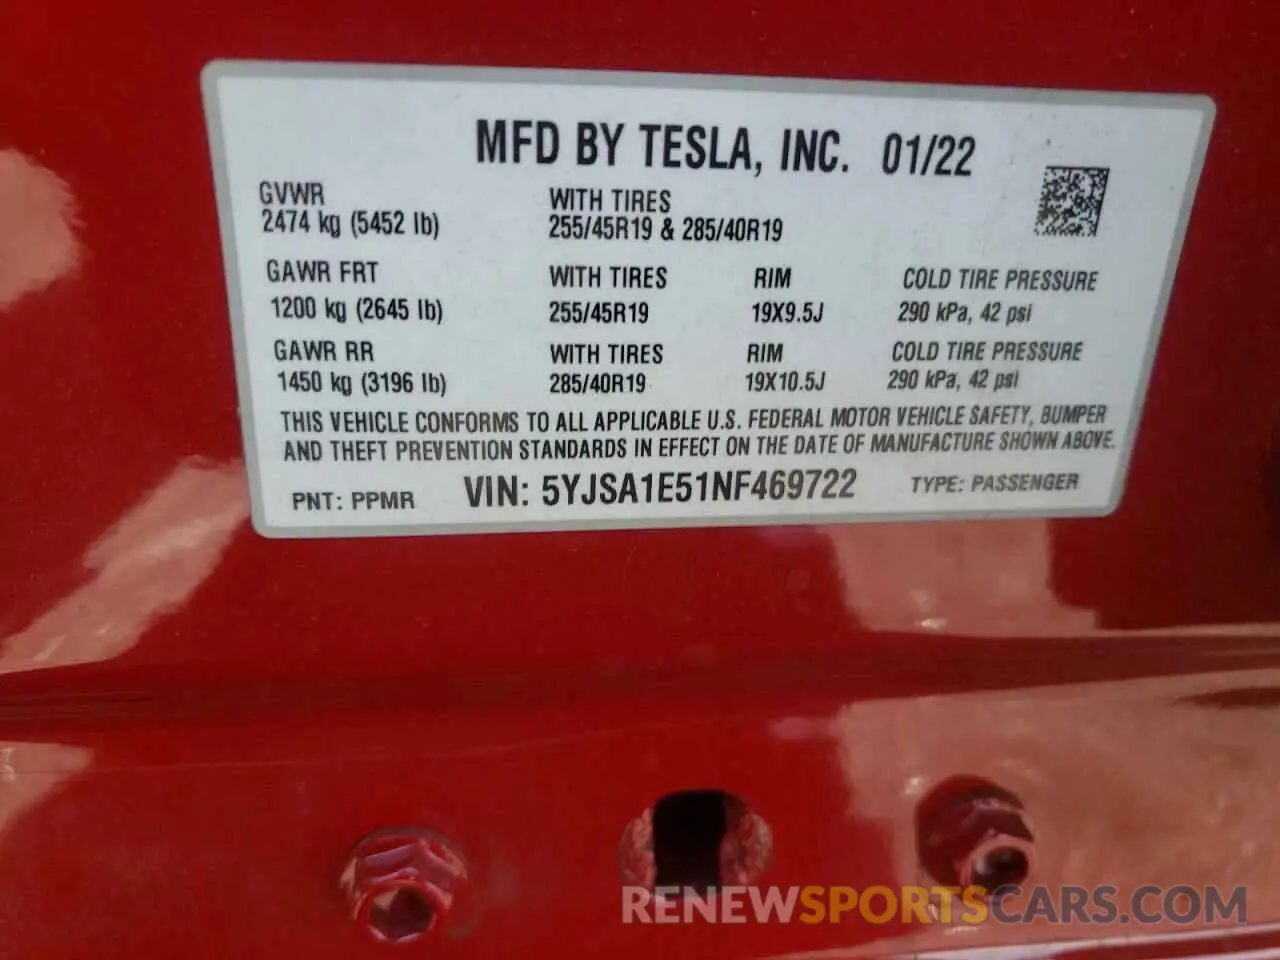 MFD BY TESLA, INC. 01/22
GVWR WITH TIRES
2474 kg (5452 lb) 255/45R19 & 285/40R19
GAWR FRT WITH TIRES RIM COLD TIRE PRESSURE
1200 kg (2645 lb) 255/45R19 19X9.5J 290 kPa, 42 psi
GAWR RR WITH TIRES RIM COLD TIRE PRESSURE
1450 kg (3196 lb) 285/40R19 19X10.5J 290 kPa, 42 psi
THIS VEHICLE CONFORMS TO ALL APPLICABLE U.S. FEDERAL MOTOR VEHICLE SAFETY, BUMPER
AND THEFT PREVENTION STANDARDS IN EFFECT ON THE DATE OF MANUFACTURE SHOWN ABOVE.
PNT: PPMR VIN: 5YJSA1E51NF469722 TYPE: PASSENGER
RENEWSPORTSCARS.COM